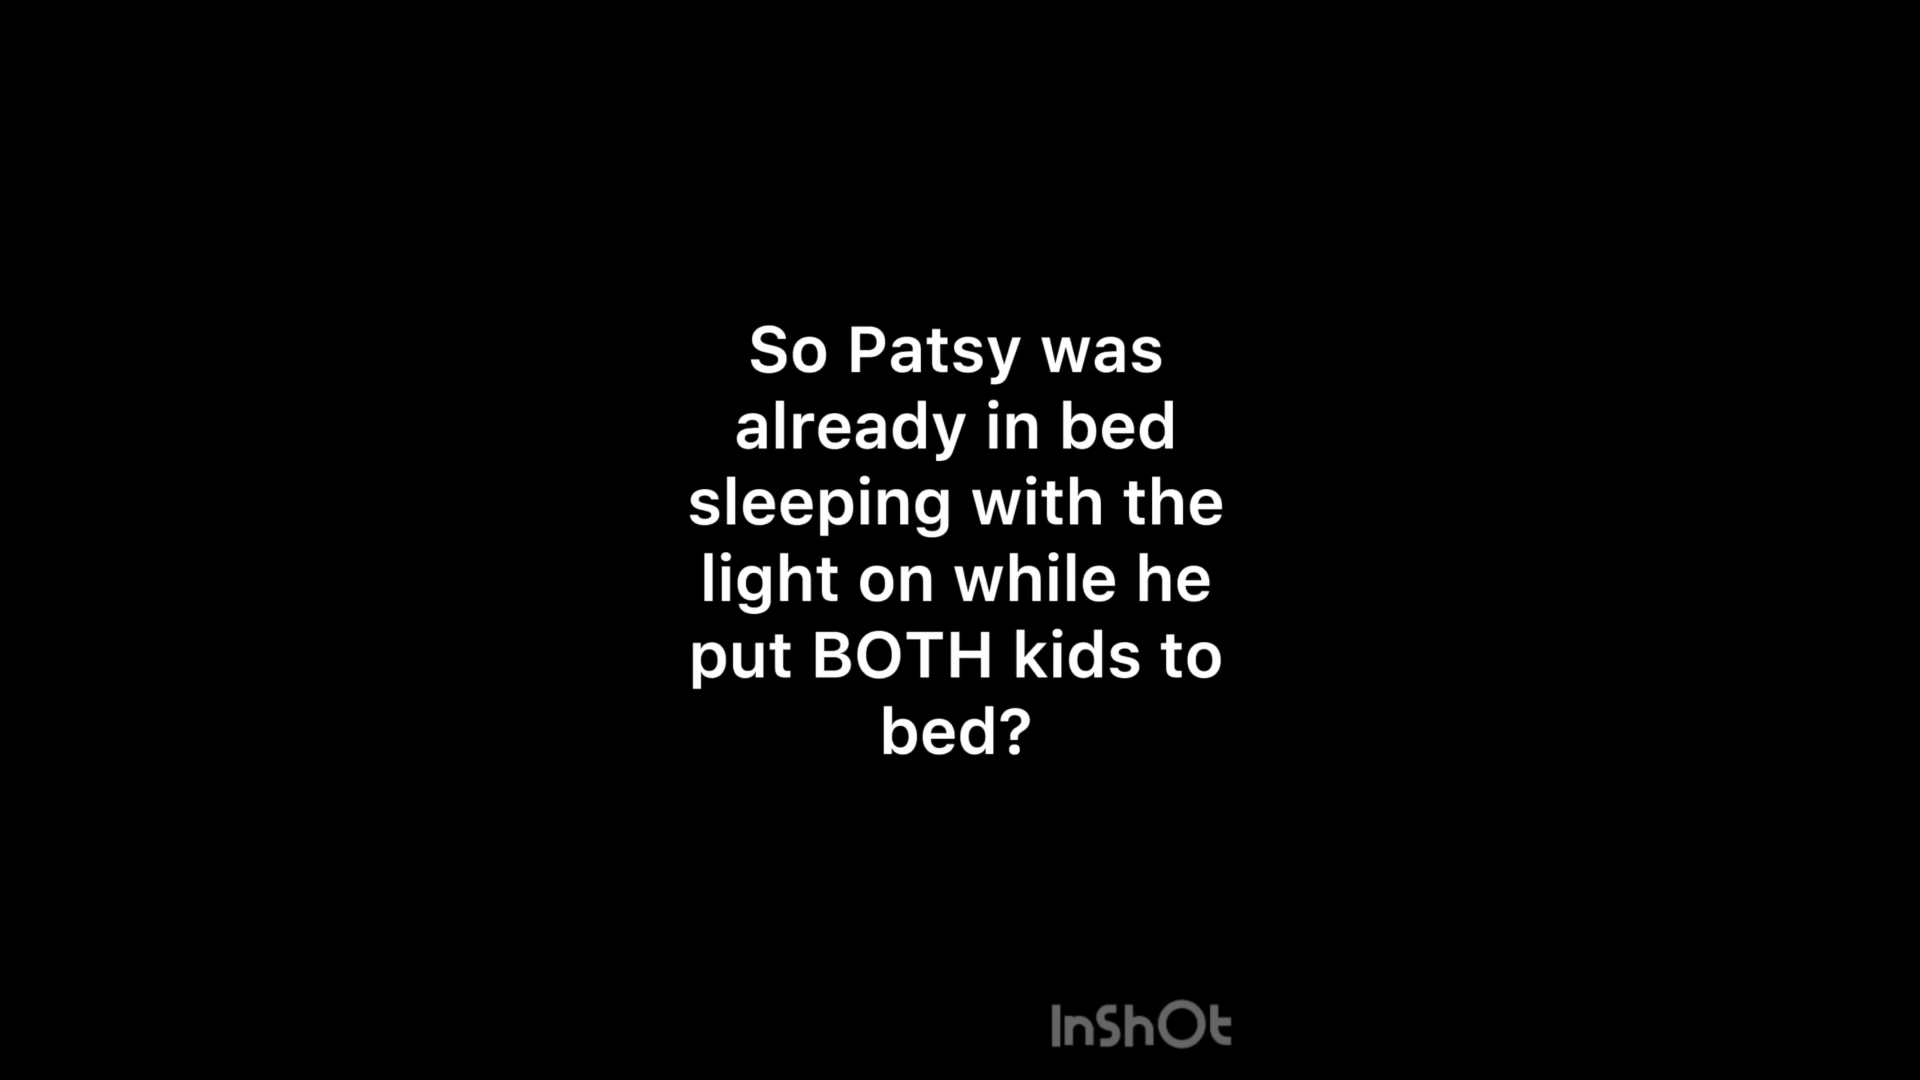 So Patsy was
already in bed
sleeping with the
light on while he
put BOTH kids to
bed?
InShOt